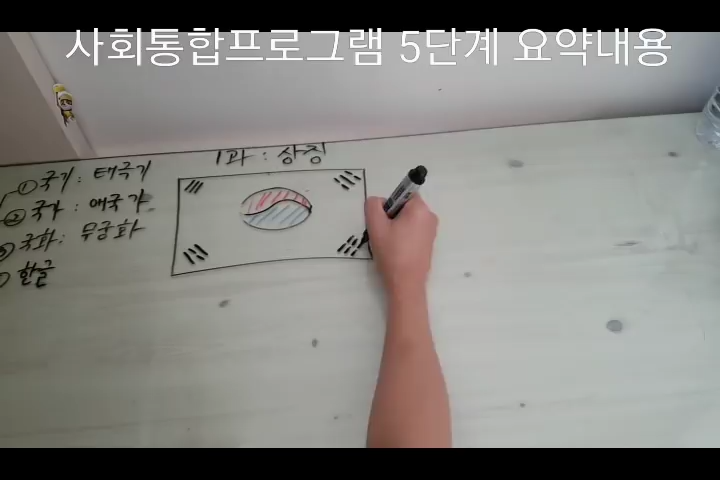 사회통합프로그램 5단계 요약내용
1과 : 상징
① 국기 : 태극기
② 국가 : 애국가
③ 국화 : 무궁화
한글